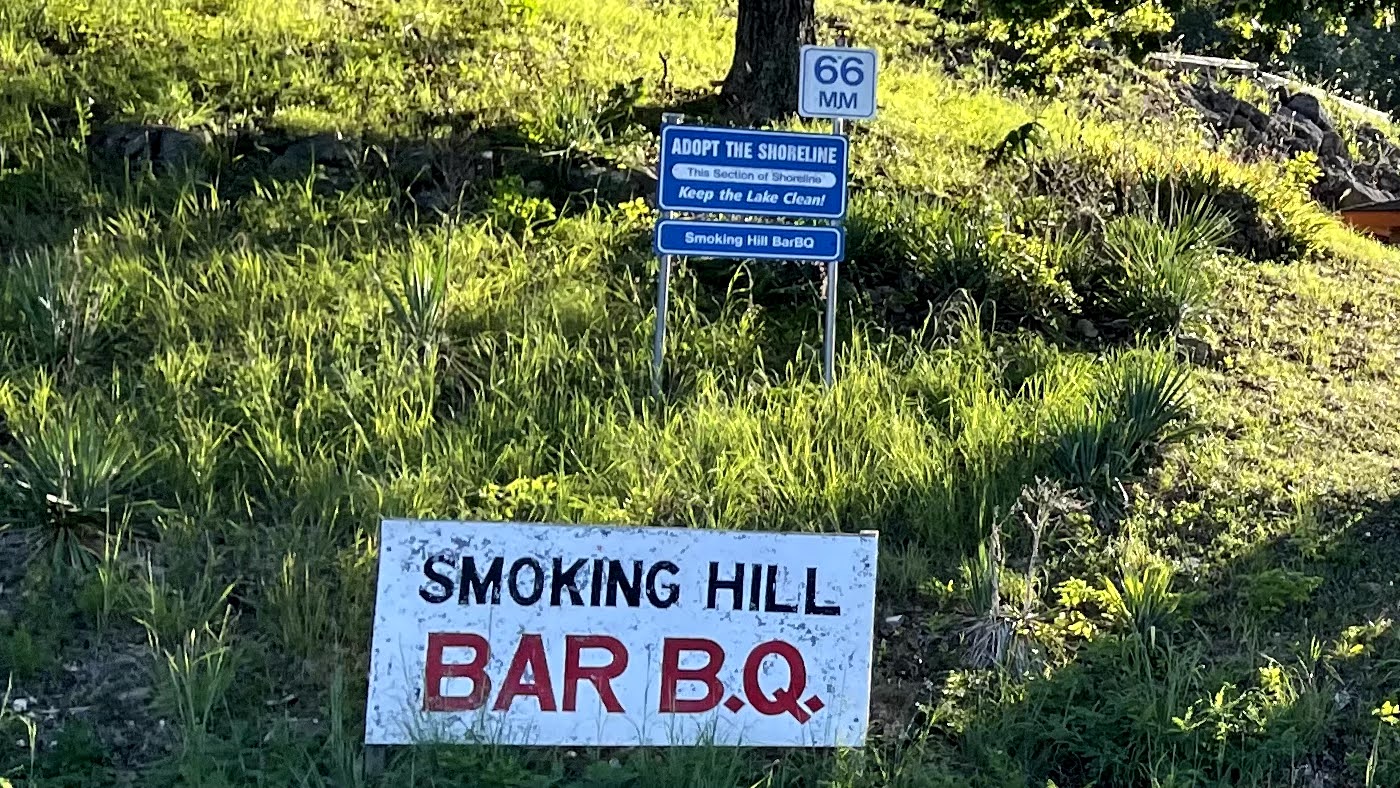 66
MM
ADOPT THE SHORELINE
This Section of Shoreline
Keep the Lake Clean!
Smoking Hill BarBQ
SMOKING HILL
BAR B.Q.